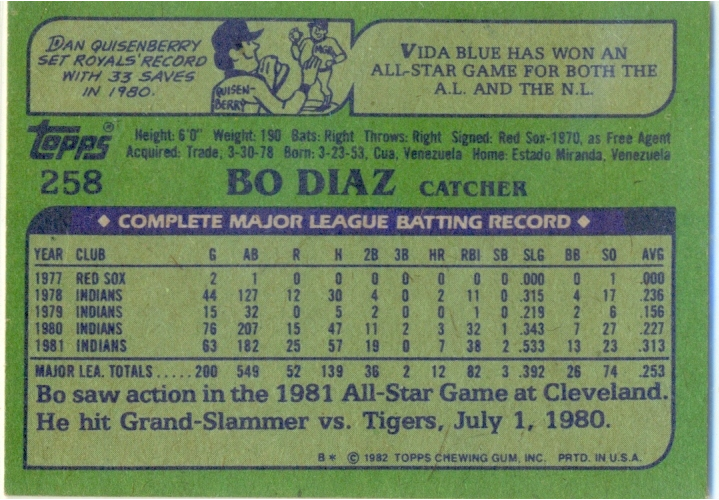 DAN QUISENBERRY
SET ROYALS' RECORD
WITH 33 SAVES
IN 1980.
MGR.
QUISEN-
BERRY
VIDA BLUE HAS WON AN
ALL-STAR GAME FOR BOTH THE
A.L. AND THE N.L.
Topps®
Height: 6'0" Weight: 190 Bats: Right Throws: Right Signed: Red Sox-1970, as Free Agent
Acquired: Trade, 3-30-78 Born: 3-23-53, Cua, Venezuela Home: Estado Miranda, Venezuela
258 BO DIAZ CATCHER
◆ COMPLETE MAJOR LEAGUE BATTING RECORD ◆
YEAR CLUB G AB R H 2B 3B HR RBI SB SLG BB SO AVG
1977 RED SOX 2 1 0 0 0 0 0 0 0 .000 0 1 .000
1978 INDIANS 44 127 12 30 4 0 2 11 0 .315 4 17 .236
1979 INDIANS 15 32 0 5 2 0 0 1 0 .219 2 6 .156
1980 INDIANS 76 207 15 47 11 2 3 32 1 .343 7 27 .227
1981 INDIANS 63 182 25 57 19 0 7 38 2 .533 13 23 .313
MAJOR LEA. TOTALS.....200 549 52 139 36 2 12 82 3 .392 26 74 .253
Bo saw action in the 1981 All-Star Game at Cleveland.
He hit Grand-Slammer vs. Tigers, July 1, 1980.
B* © 1982 TOPPS CHEWING GUM, INC. PRTD. IN U.S.A.